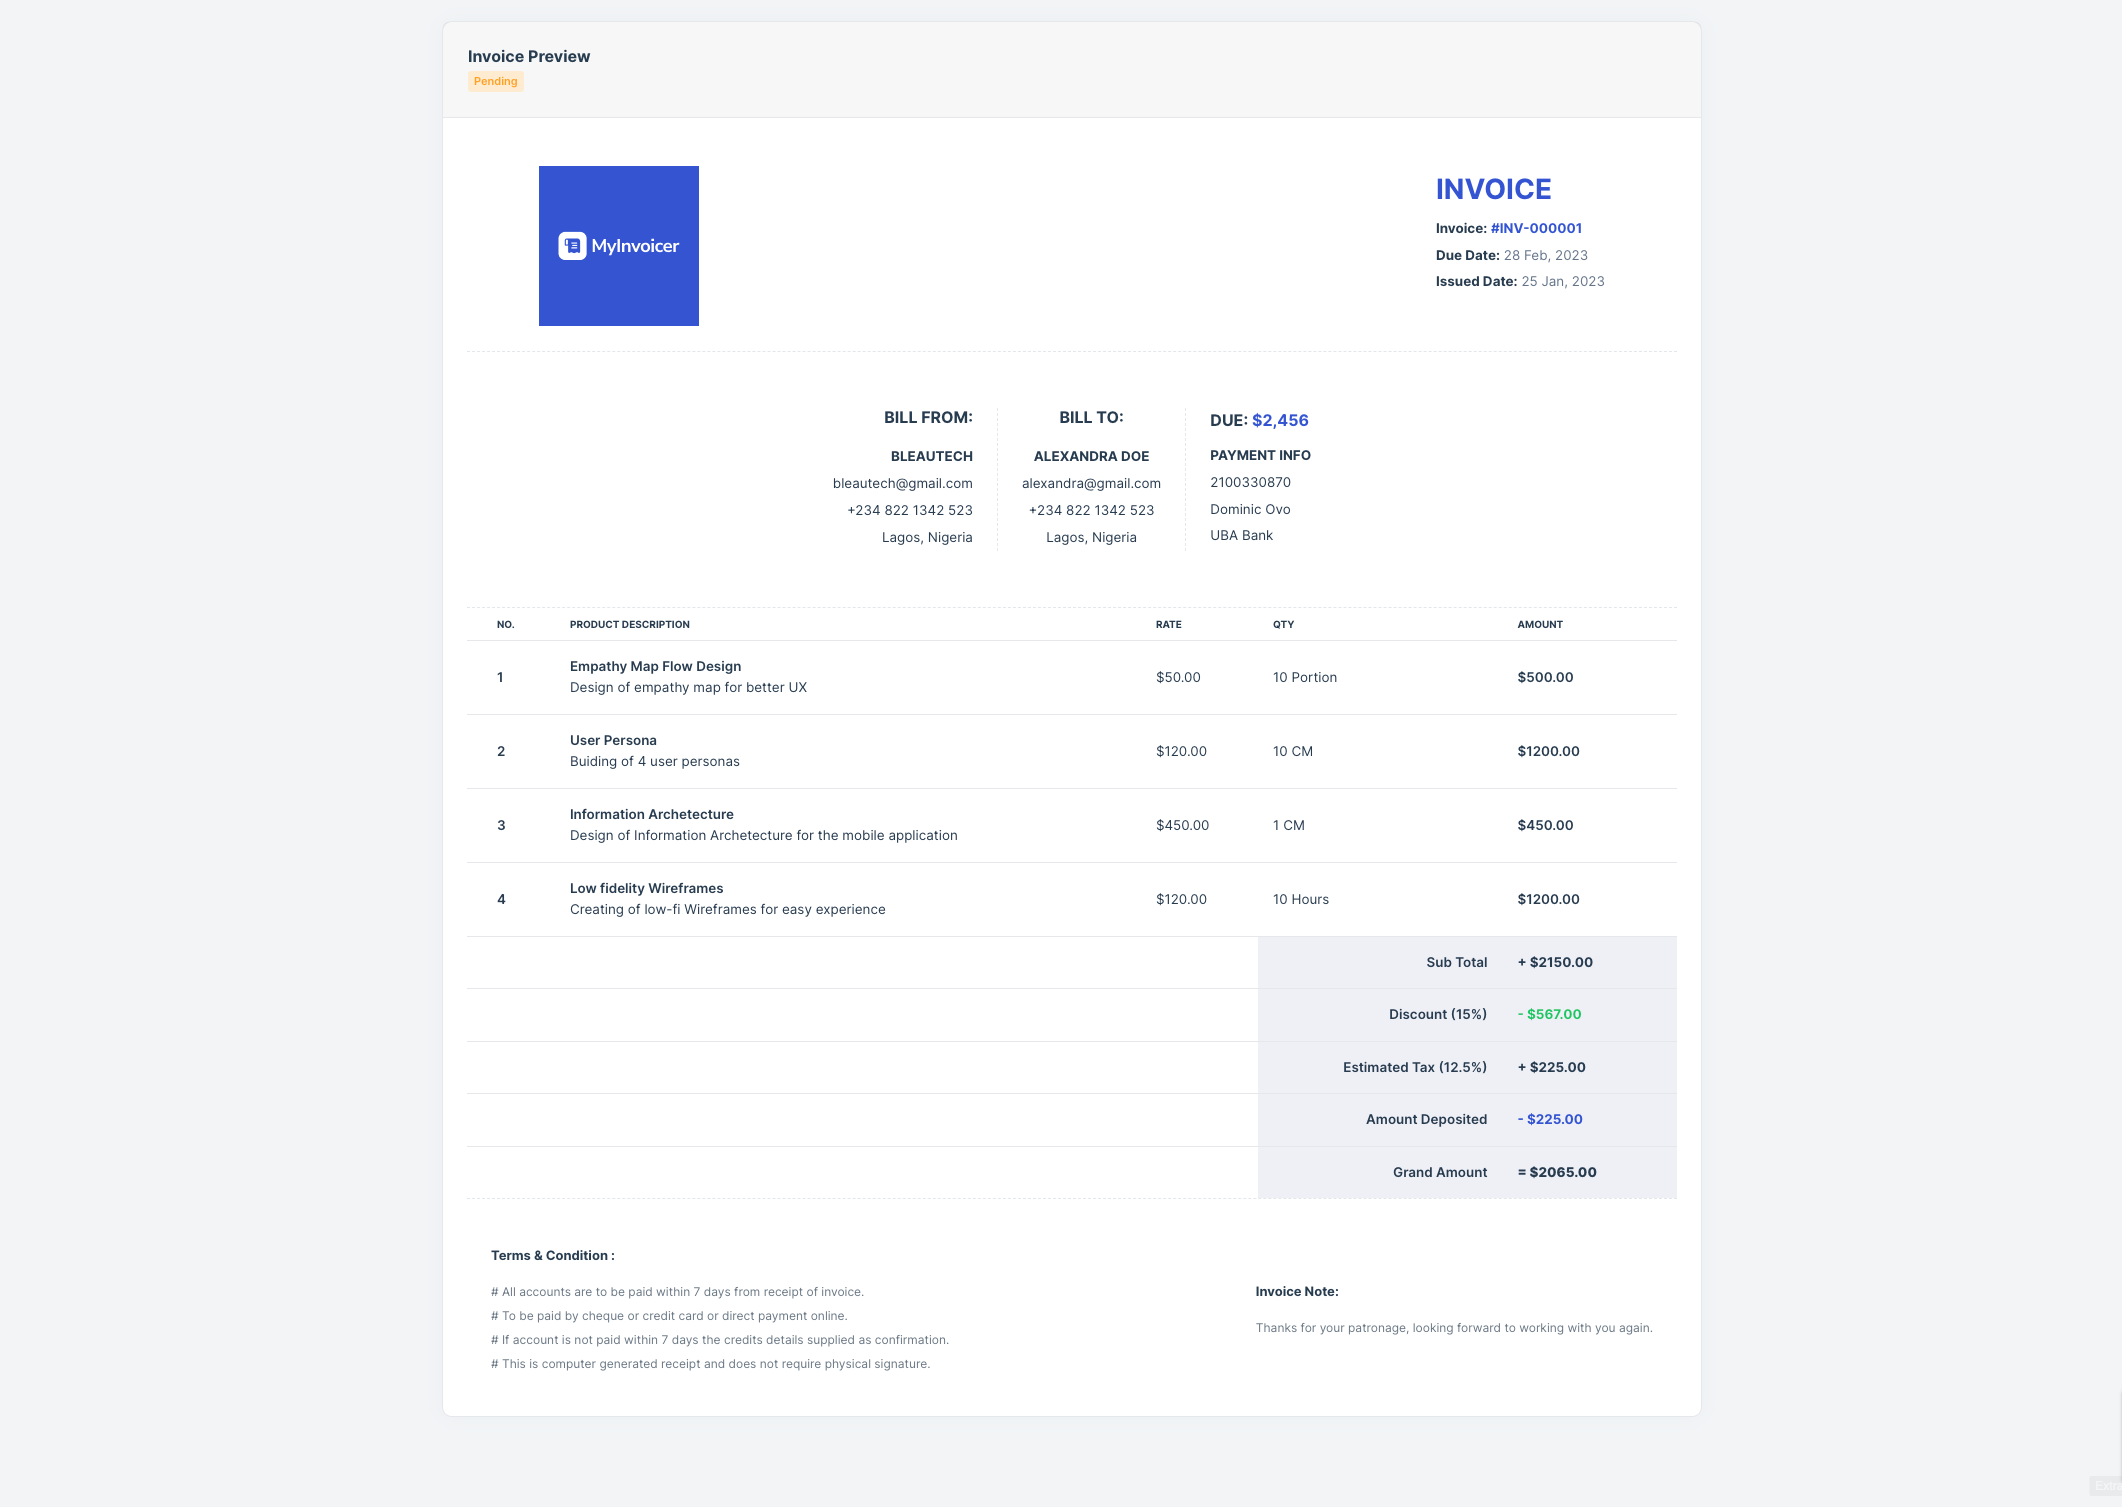 Invoice Preview
Pending
MyInvoicer
INVOICE
Invoice: #INV-000001
Due Date: 28 Feb, 2023
Issued Date: 25 Jan, 2023
BILL FROM:
BLEAUTECH
bleautech@gmail.com
+234 822 1342 523
Lagos, Nigeria
BILL TO:
ALEXANDRA DOE
alexandra@gmail.com
+234 822 1342 523
Lagos, Nigeria
DUE: $2,456
PAYMENT INFO
2100330870
Dominic Ovo
UBA Bank
NO. PRODUCT DESCRIPTION RATE QTY AMOUNT
1 Empathy Map Flow Design $50.00 10 Portion $500.00
Design of empathy map for better UX
2 User Persona $120.00 10 CM $1200.00
Buiding of 4 user personas
3 Information Archetecture $450.00 1 CM $450.00
Design of Information Archetecture for the mobile application
4 Low fidelity Wireframes $120.00 10 Hours $1200.00
Creating of low-fi Wireframes for easy experience
Sub Total + $2150.00
Discount (15%) - $567.00
Estimated Tax (12.5%) + $225.00
Amount Deposited - $225.00
Grand Amount = $2065.00
Terms & Condition :
# All accounts are to be paid within 7 days from receipt of invoice.
# To be paid by cheque or credit card or direct payment online.
# If account is not paid within 7 days the credits details supplied as confirmation.
# This is computer generated receipt and does not require physical signature.
Invoice Note:
Thanks for your patronage, looking forward to working with you again.